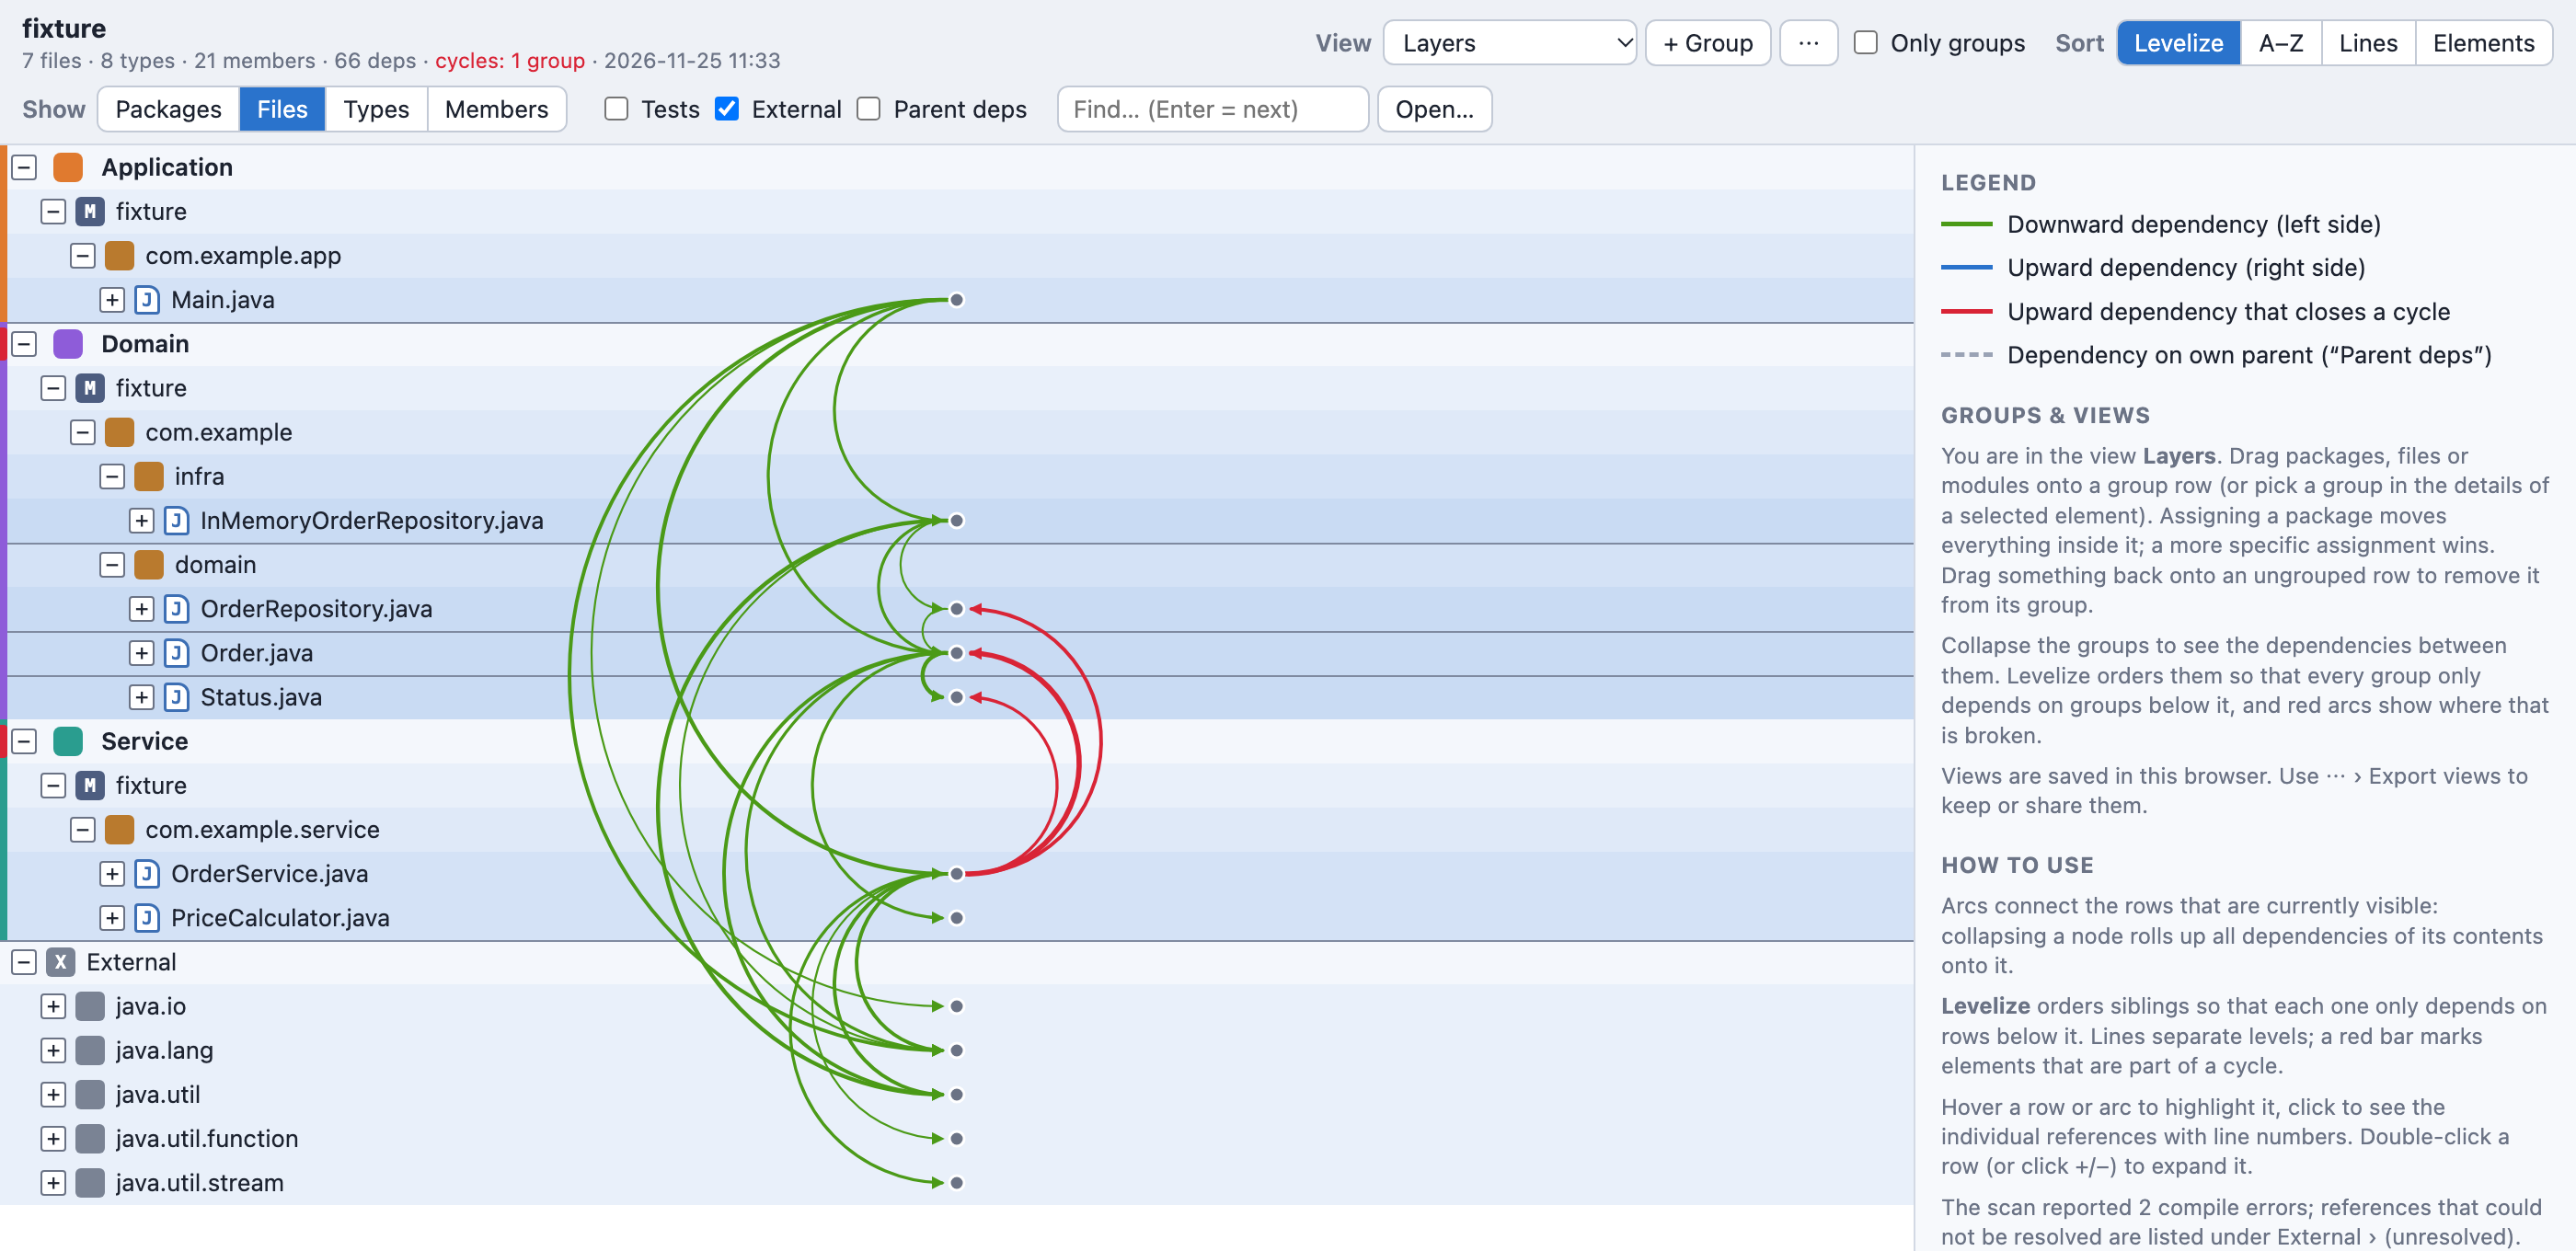 fixture
7 files · 8 types · 21 members · 66 deps · cycles: 1 group · 2026-11-25 11:33
View Layers + Group ··· Only groups Sort Levelize A–Z Lines Elements
Show Packages Files Types Members Tests External Parent deps Find... (Enter = next) Open...
Application
M fixture
com.example.app
J Main.java
Domain
M fixture
com.example
infra
J InMemoryOrderRepository.java
domain
J OrderRepository.java
J Order.java
J Status.java
Service
M fixture
com.example.service
J OrderService.java
J PriceCalculator.java
X External
java.io
java.lang
java.util
java.util.function
java.util.stream
LEGEND
Downward dependency (left side)
Upward dependency (right side)
Upward dependency that closes a cycle
Dependency on own parent (“Parent deps”)
GROUPS & VIEWS
You are in the view Layers. Drag packages, files or
modules onto a group row (or pick a group in the details of
a selected element). Assigning a package moves
everything inside it; a more specific assignment wins.
Drag something back onto an ungrouped row to remove it
from its group.
Collapse the groups to see the dependencies between
them. Levelize orders them so that every group only
depends on groups below it, and red arcs show where that
is broken.
Views are saved in this browser. Use ··· › Export views to
keep or share them.
HOW TO USE
Arcs connect the rows that are currently visible:
collapsing a node rolls up all dependencies of its contents
onto it.
Levelize orders siblings so that each one only depends on
rows below it. Lines separate levels; a red bar marks
elements that are part of a cycle.
Hover a row or arc to highlight it, click to see the
individual references with line numbers. Double-click a
row (or click +/−) to expand it.
The scan reported 2 compile errors; references that could
not be resolved are listed under External › (unresolved).